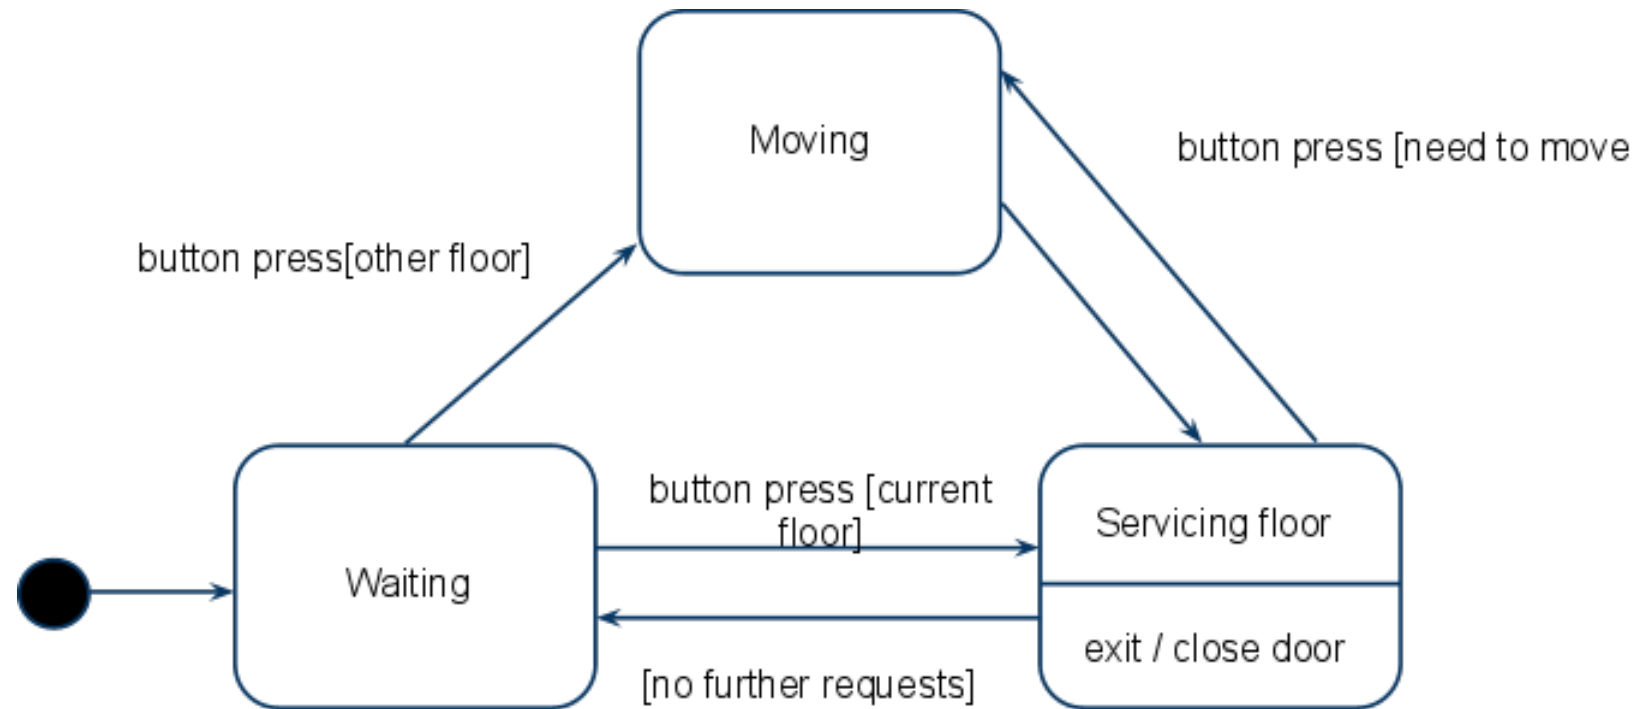 Moving
button press [need to move
button press[other floor]
button press [current
floor]
Servicing floor
Waiting
exit / close door
[no further requests]